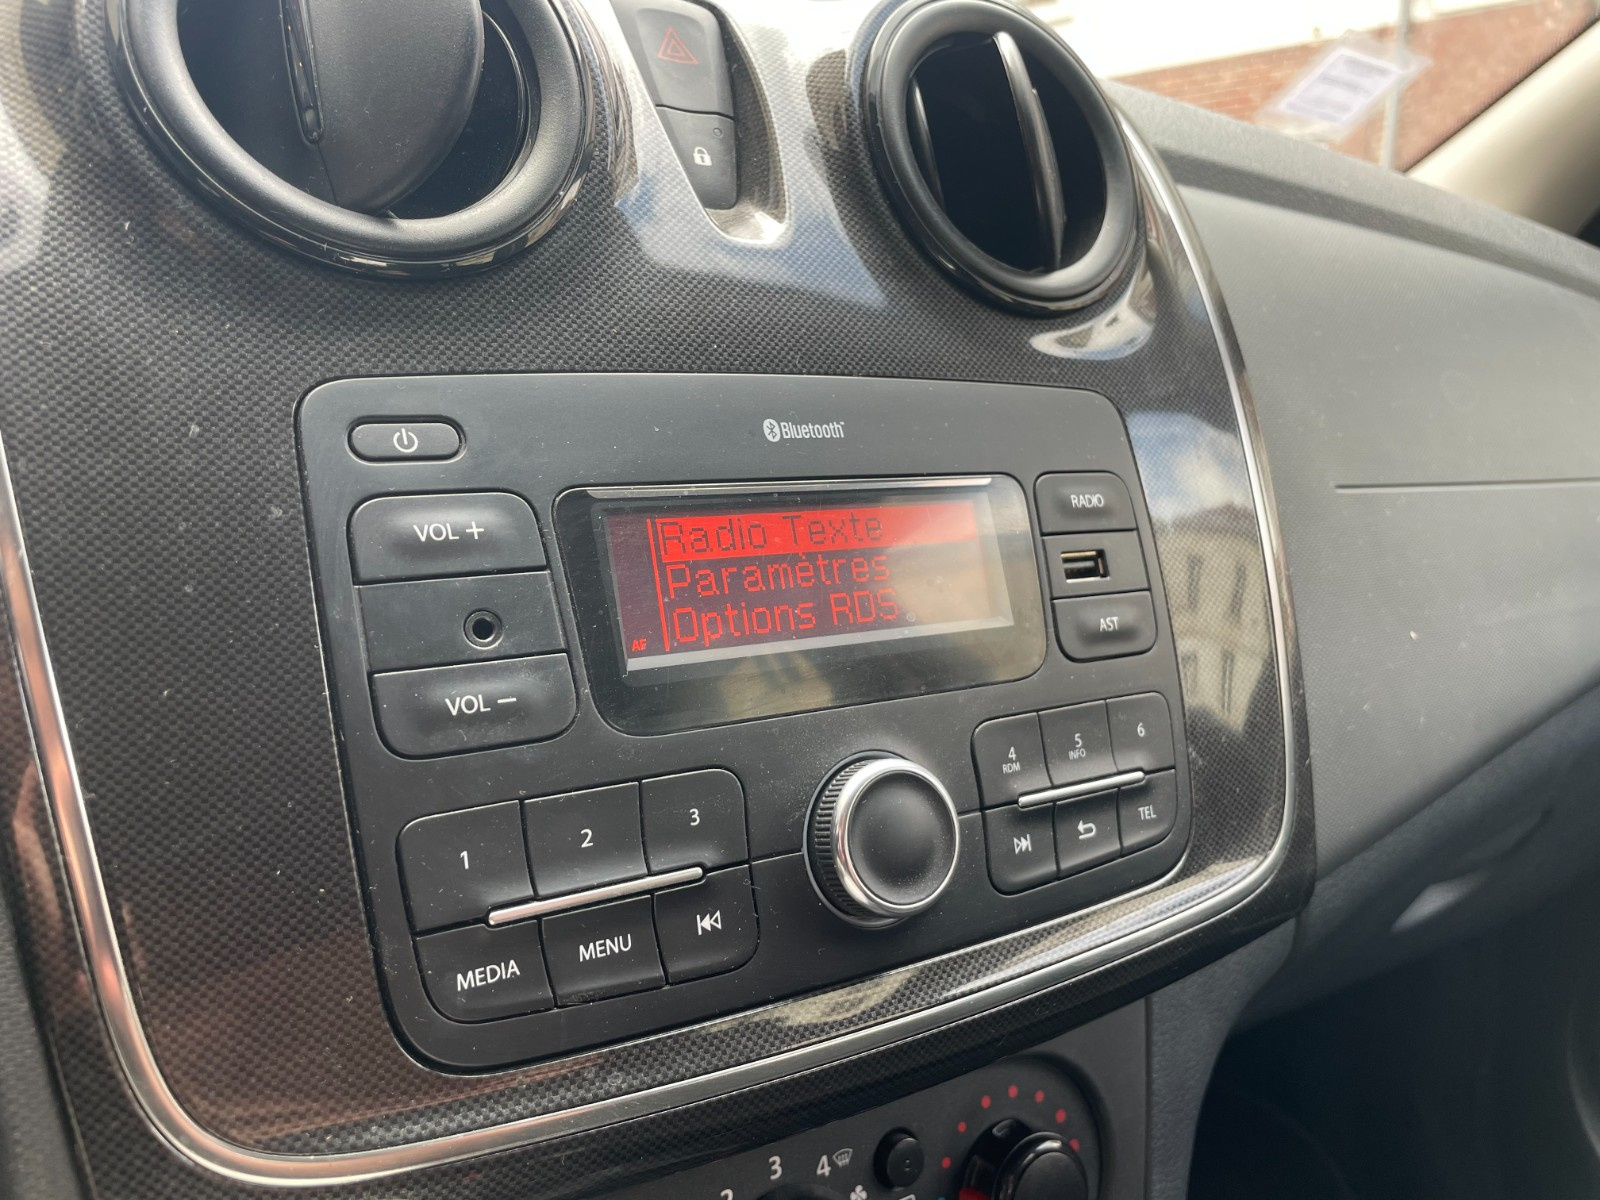 Bluetooth
VOL +
RADIO
Radio Texte
Paramètres
Options RDS
AF
AST
VOL −
1
2
3
4
RDM
5
INFO
6
MEDIA
MENU
TEL
3
4